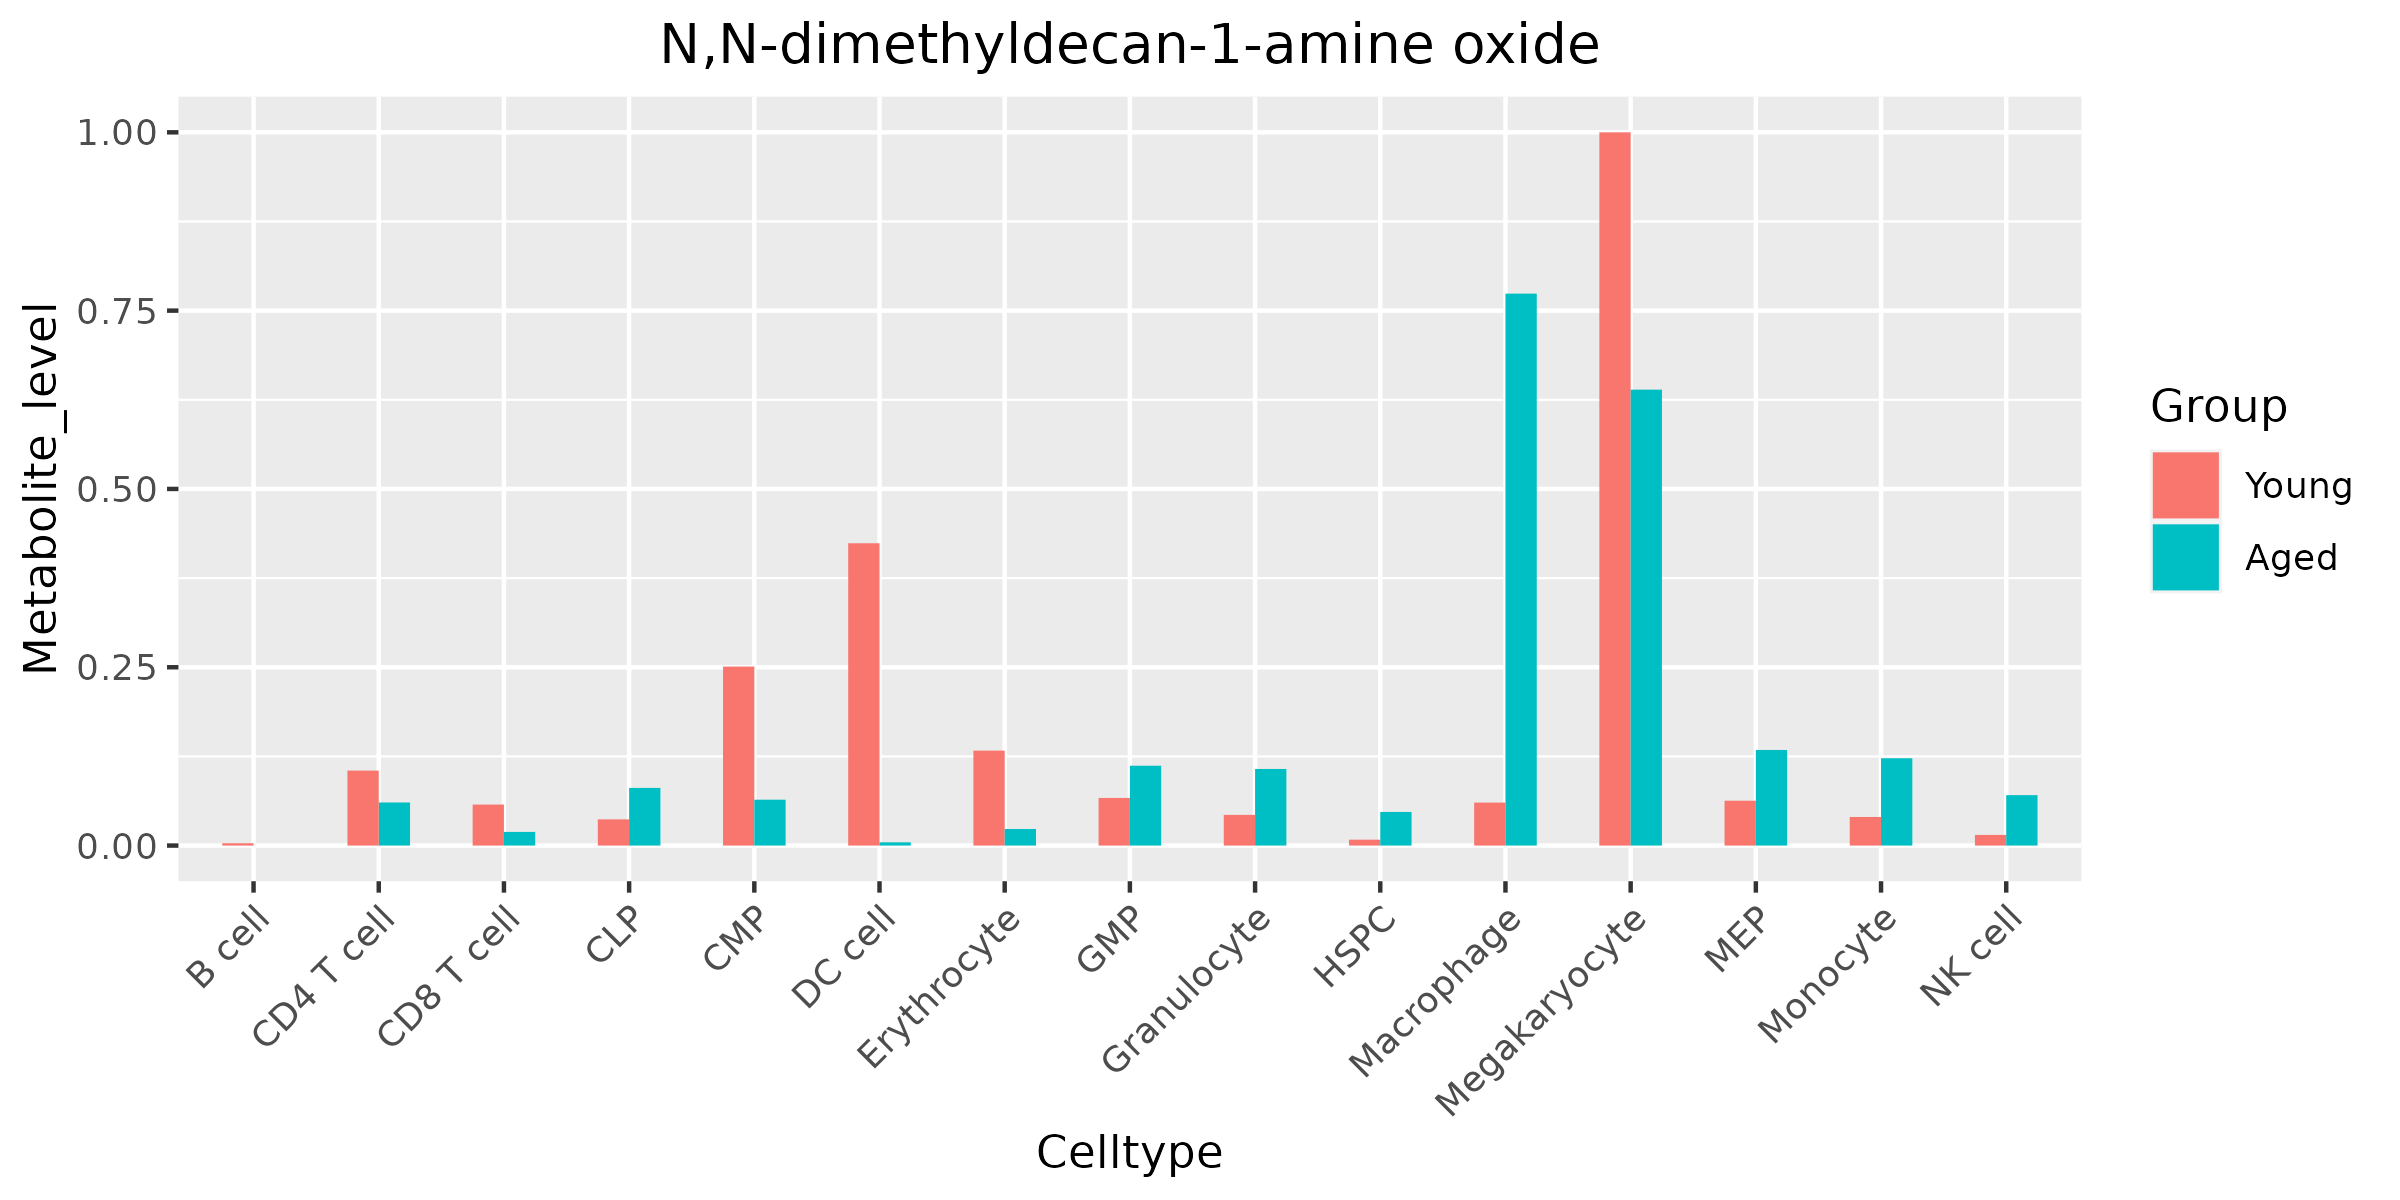 N,N-dimethyldecan-1-amine oxide
Metabolite_level
1.00
0.75
0.50
0.25
0.00
B cell
CD4 T cell
CD8 T cell
CLP
CMP
DC cell
Erythrocyte
GMP
Granulocyte
HSPC
Macrophage
Megakaryocyte
MEP
Monocyte
NK cell
Celltype
Group
Young
Aged